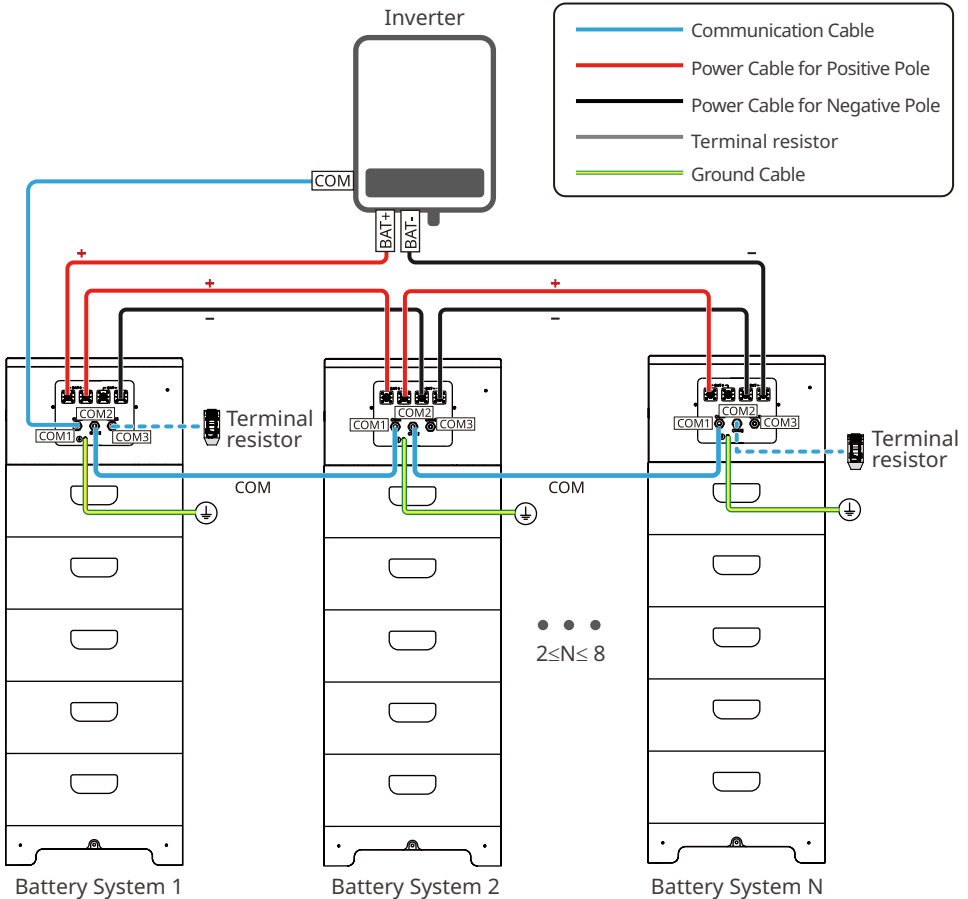 Inverter
Communication Cable
Power Cable for Positive Pole
Power Cable for Negative Pole
Terminal resistor
Ground Cable
COM
BAT+
BAT-
+
−
+
−
+
−
COM2
COM1
COM3
Terminal
resistor
COM2
COM1
COM3
COM2
COM1
COM3
Terminal
resistor
COM
COM
2≤N≤ 8
Battery System 1
Battery System 2
Battery System N